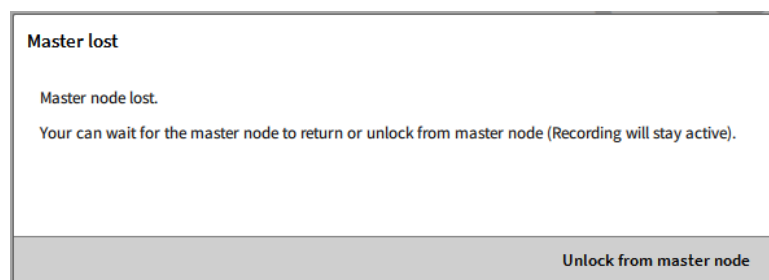 Master lost
Master node lost.
Your can wait for the master node to return or unlock from master node (Recording will stay active).
Unlock from master node